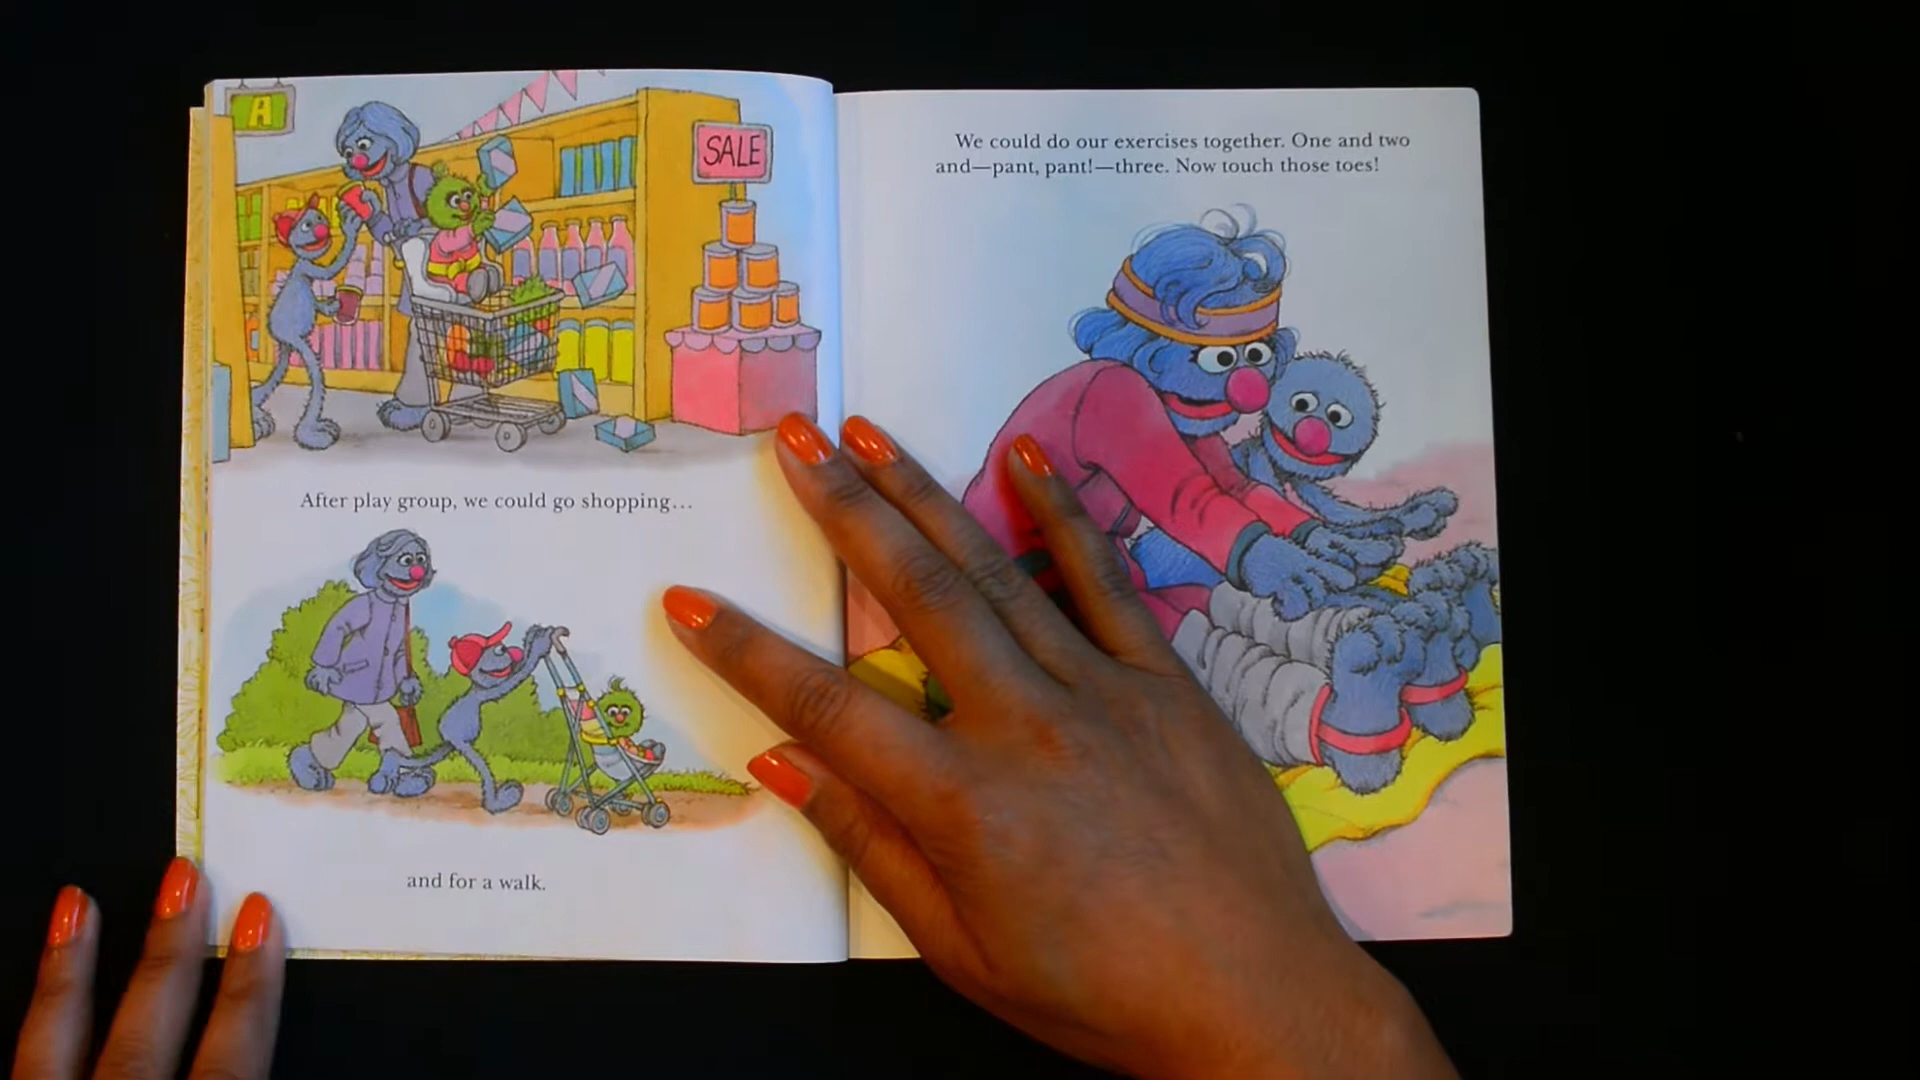 A
SALE
After play group, we could go shopping...
and for a walk.
We could do our exercises together. One and two
and—pant, pant!—three. Now touch those toes!